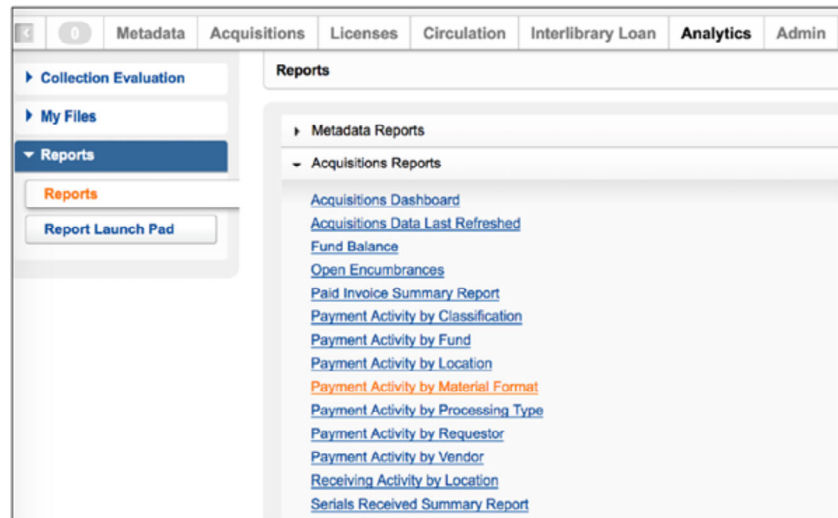 0 Metadata Acquisitions Licenses Circulation Interlibrary Loan Analytics Admin
Collection Evaluation
My Files
Reports
Reports
Report Launch Pad
Reports
Metadata Reports
Acquisitions Reports
Acquisitions Dashboard
Acquisitions Data Last Refreshed
Fund Balance
Open Encumbrances
Paid Invoice Summary Report
Payment Activity by Classification
Payment Activity by Fund
Payment Activity by Location
Payment Activity by Material Format
Payment Activity by Processing Type
Payment Activity by Requestor
Payment Activity by Vendor
Receiving Activity by Location
Serials Received Summary Report